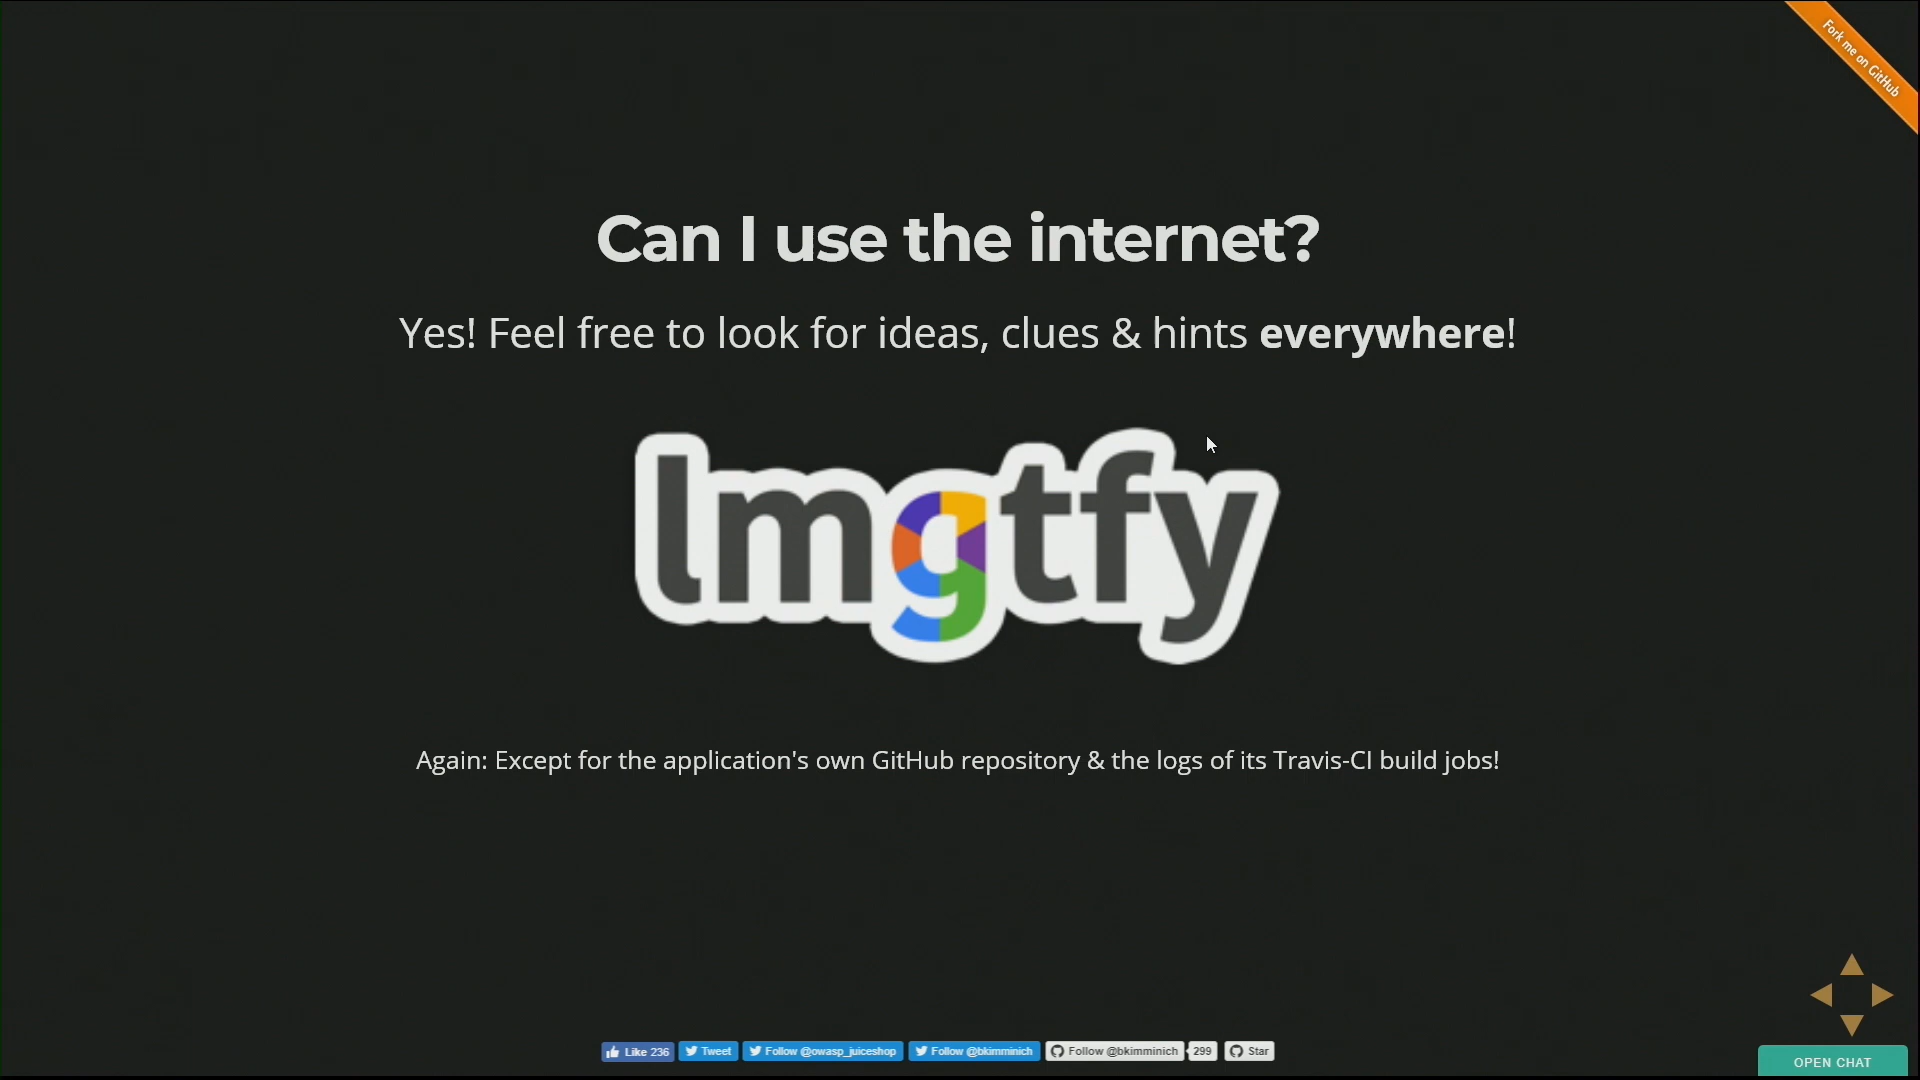 Fork me on GitHub
Can I use the internet?
Yes! Feel free to look for ideas, clues & hints everywhere!
lmgtfy
Again: Except for the application's own GitHub repository & the logs of its Travis-CI build jobs!
Like 236 Tweet Follow @owasp_juiceshop Follow @bkimminich Follow @bkimminich 299 Star
OPEN CHAT